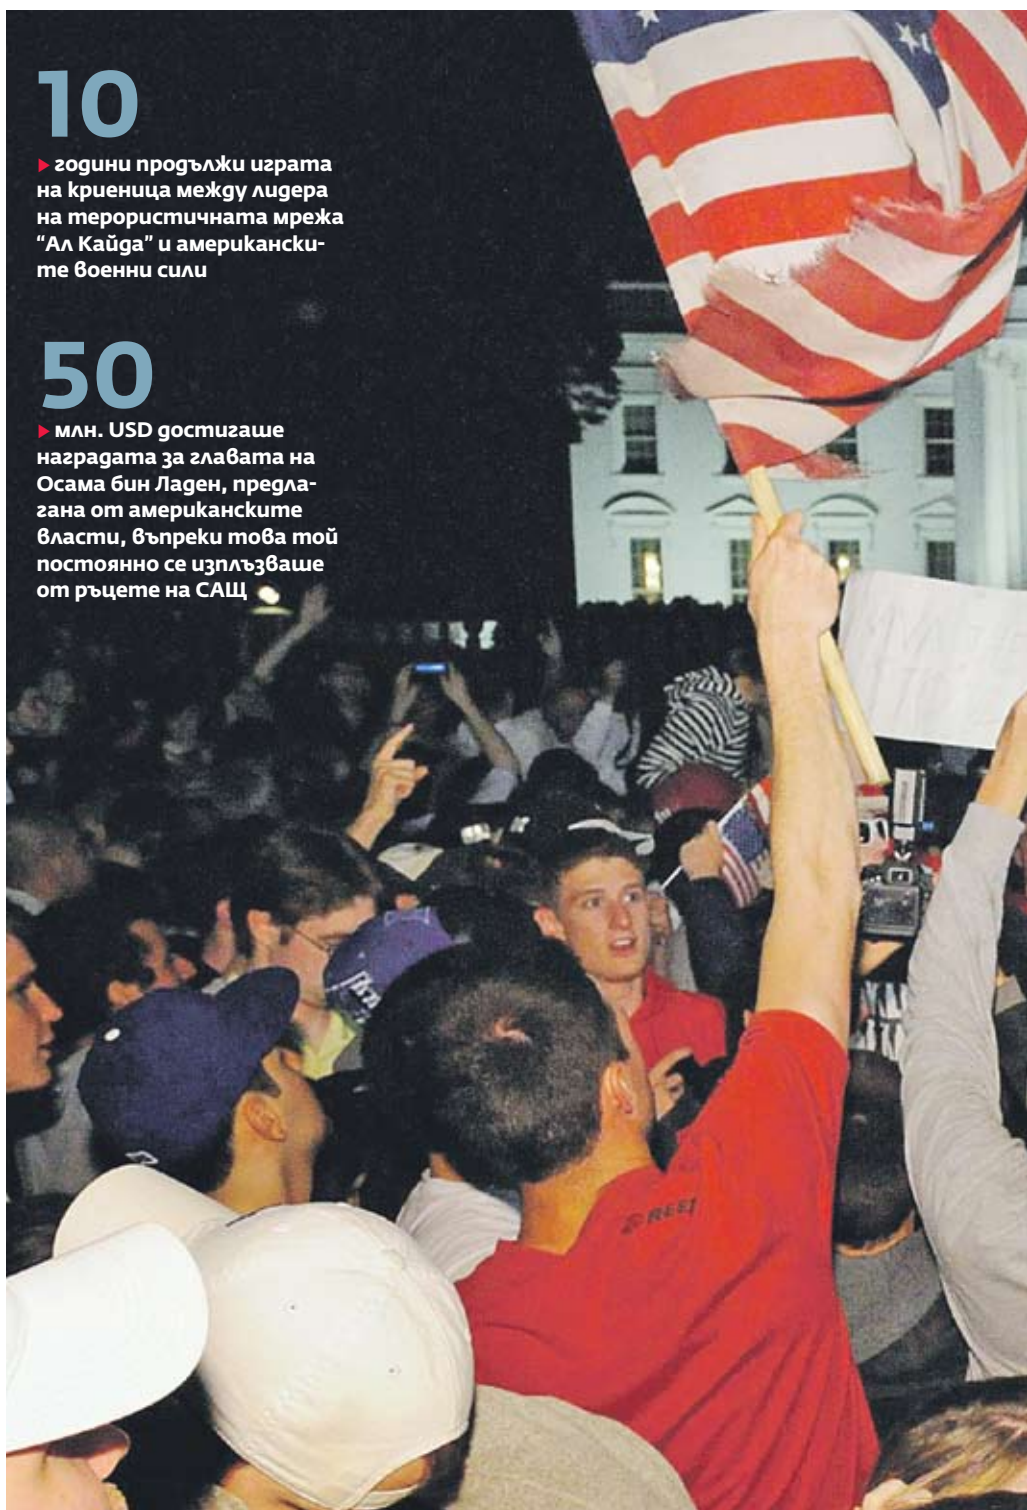 10
години продължи играта
на криеница между лидера
на терористичната мрежа
“Ал Кайда” и американски-
те военни сили
50
млн. USD достигаше
наградата за главата на
Осама бин Ладен, предла-
гана от американските
власти, въпреки това той
постоянно се изплъзваше
от ръцете на САЩ
REEF